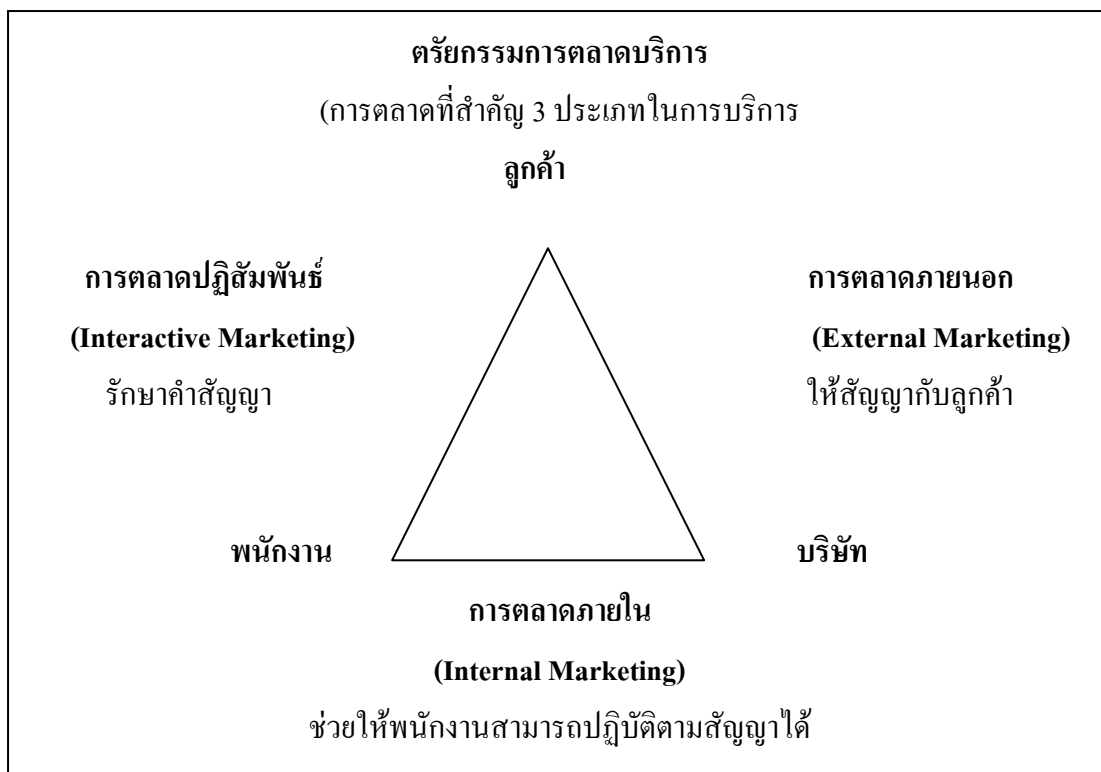 ตรัยกรรมการตลาดบริการ
(การตลาดที่สำคัญ 3 ประเภทในการบริการ
ลูกค้า
การตลาดปฏิสัมพันธ์
(Interactive Marketing)
รักษาคำสัญญา
การตลาดภายนอก
(External Marketing)
ให้สัญญากับลูกค้า
พนักงาน
บริษัท
การตลาดภายใน
(Internal Marketing)
ช่วยให้พนักงานสามารถปฏิบัติตามสัญญาได้